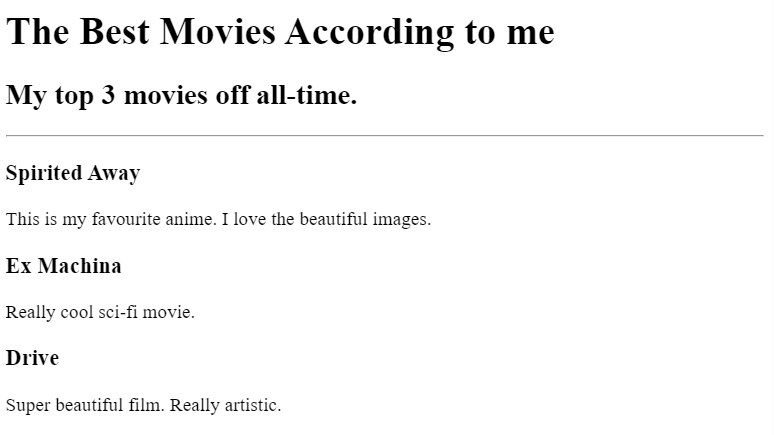 The Best Movies According to me
My top 3 movies off all-time.
Spirited Away
This is my favourite anime. I love the beautiful images.
Ex Machina
Really cool sci-fi movie.
Drive
Super beautiful film. Really artistic.